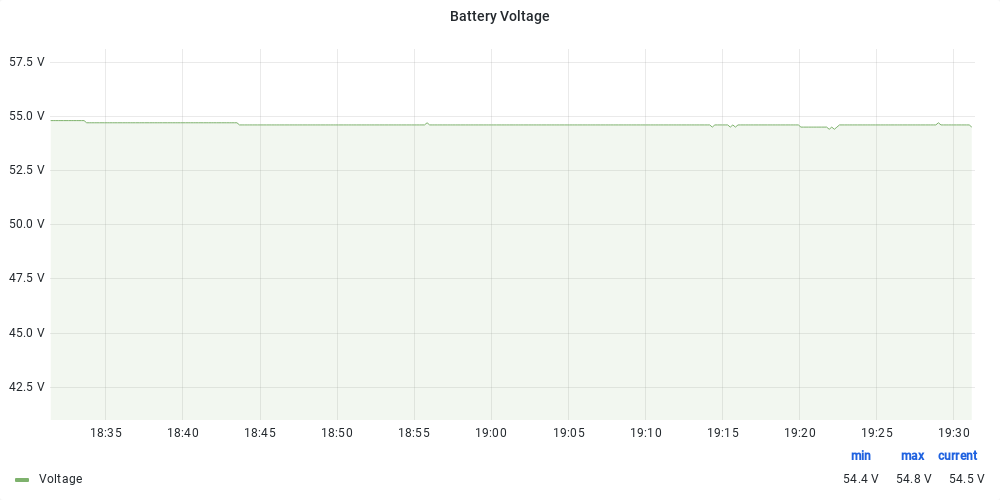 Battery Voltage
57.5 V
55.0 V
52.5 V
50.0 V
47.5 V
45.0 V
42.5 V
18:35 18:40 18:45 18:50 18:55 19:00 19:05 19:10 19:15 19:20 19:25 19:30
min max current
Voltage 54.4 V 54.8 V 54.5 V